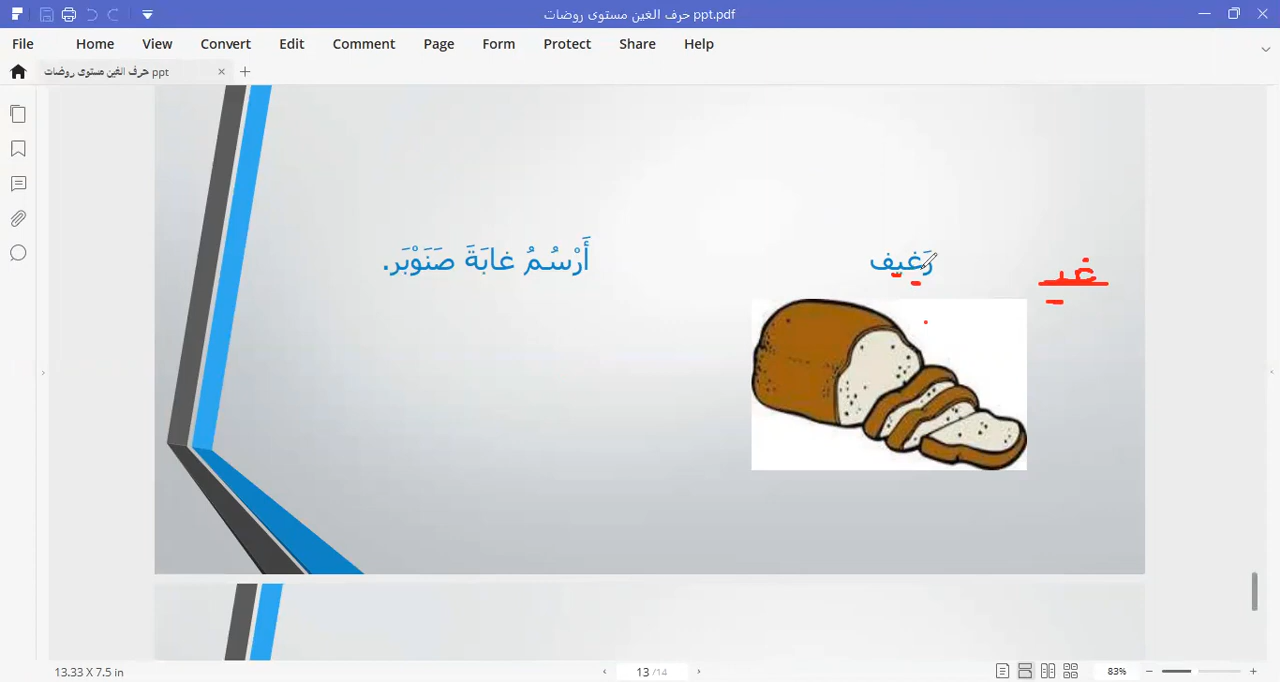 حرف الغين مستوى روضات ppt.pdf
File Home View Convert Edit Comment Page Form Protect Share Help
حرف الغين مستوى روضات ppt
رَغيف
غيـ
أَرْسُمُ غابَةَ صَنَوْبَر.
13.33 X 7.5 in
13 /14
83%